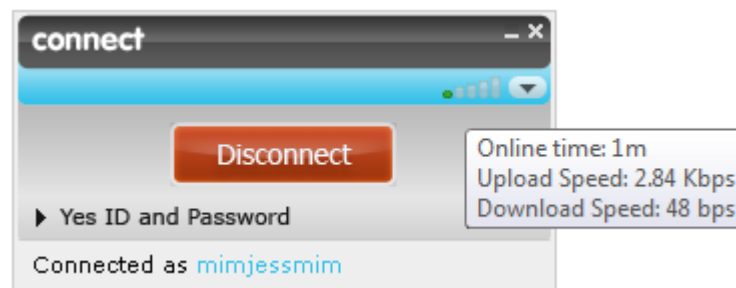 connect
Disconnect
Online time: 1m
Upload Speed: 2.84 Kbps
Download Speed: 48 bps
Yes ID and Password
Connected as mimjessmim